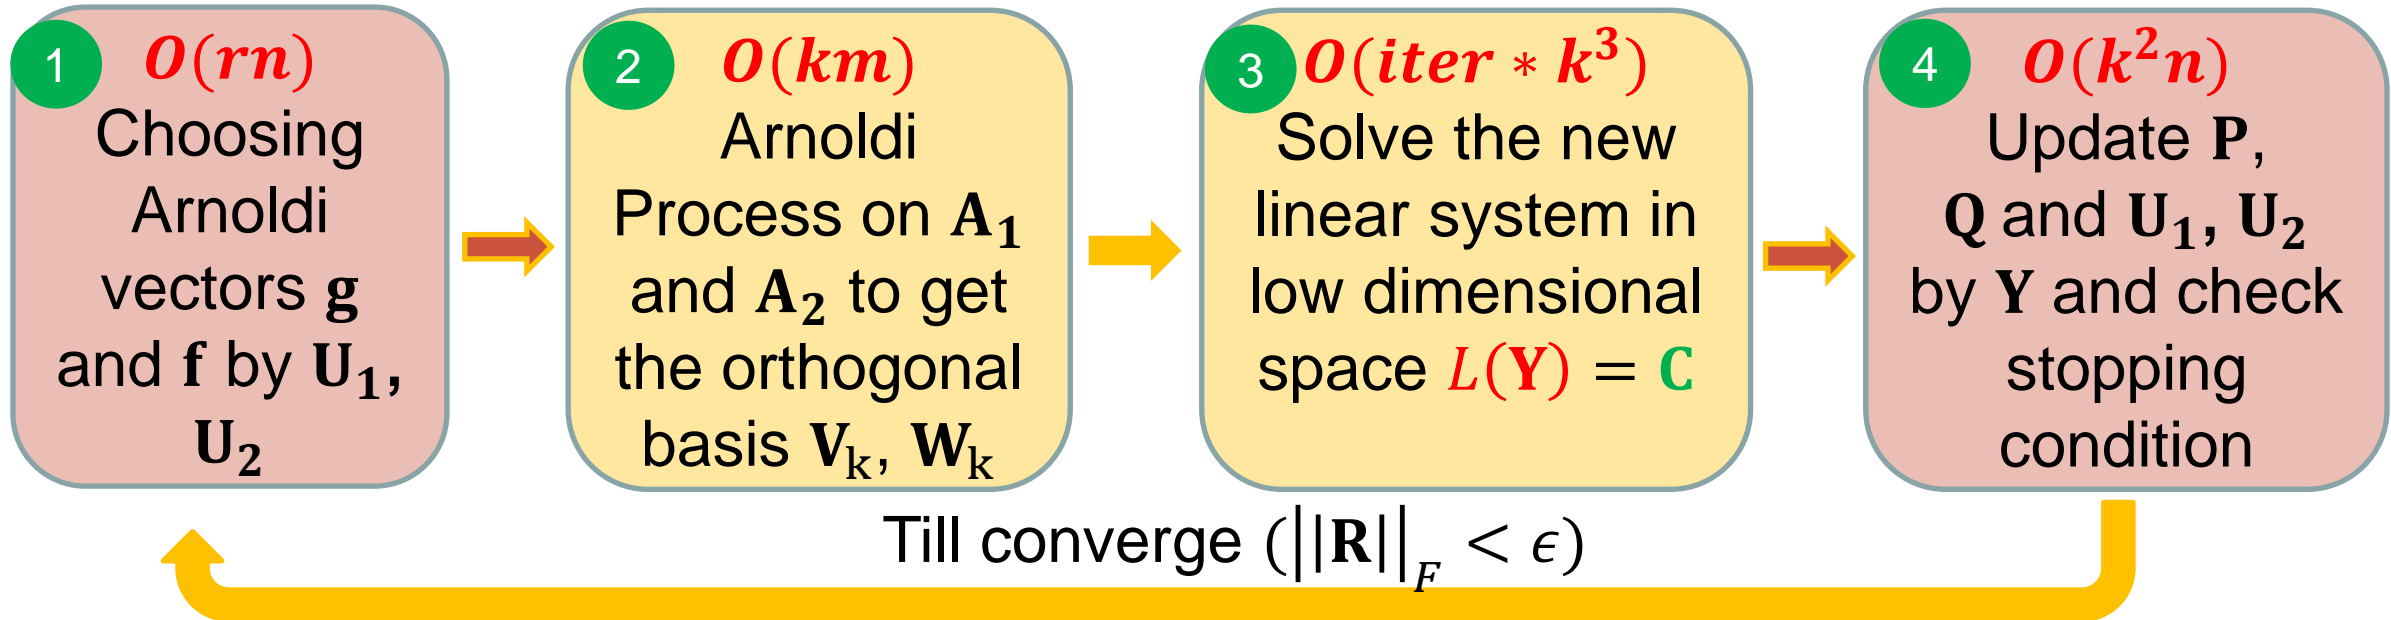 1
O(rn)
Choosing
Arnoldi
vectors g
and f by U₁,
U₂
2
O(km)
Arnoldi
Process on A₁
and A₂ to get
the orthogonal
basis Vₖ, Wₖ
3
O(iter ∗ k³)
Solve the new
linear system in
low dimensional
space L(Y) = C
4
O(k²n)
Update P,
Q and U₁, U₂
by Y and check
stopping
condition
Till converge (||R||_F < ϵ)